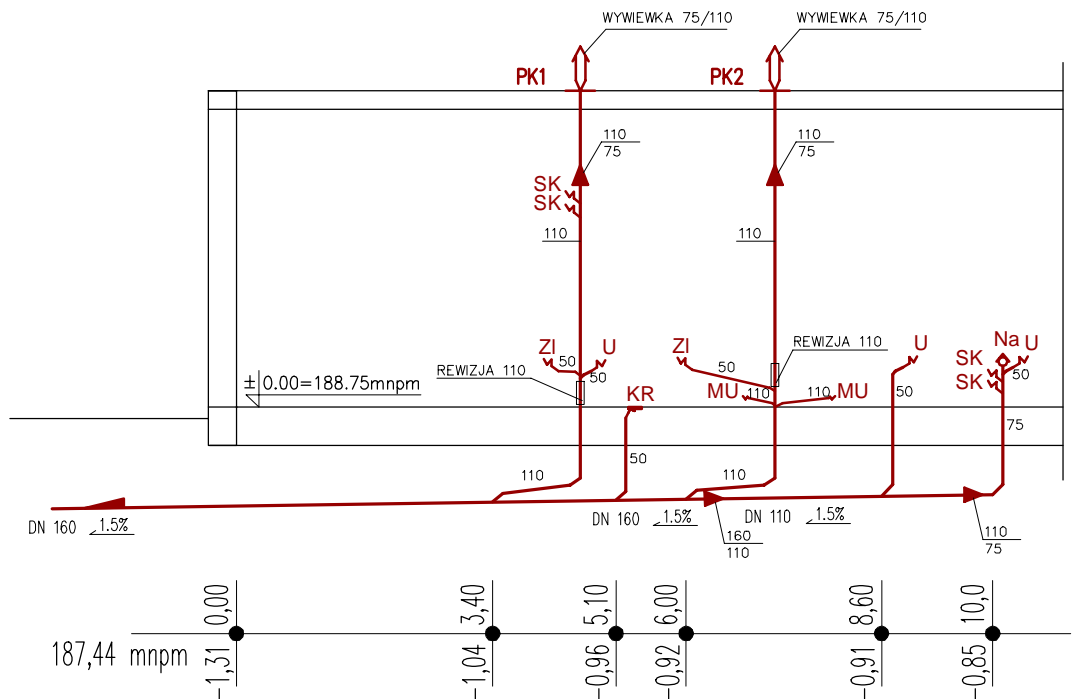 WYWIEWKA 75/110
WYWIEWKA 75/110
PK1
PK2
110
75
110
75
SK
SK
110
110
ZI
50
U
50
REWIZJA 110
ZI
50
REWIZJA 110
U
50
Na
U
SK
SK
50
±0.00=188.75mnpm
KR
MU
110
110
MU
75
50
110
110
DN 160
1.5%
DN 160
1.5%
DN 110
1.5%
160
110
110
75
0,00
3,40
5,10
6,00
8,60
10,0
187,44 mnpm
-1,31
-1,04
-0,96
-0,92
-0,91
-0,85